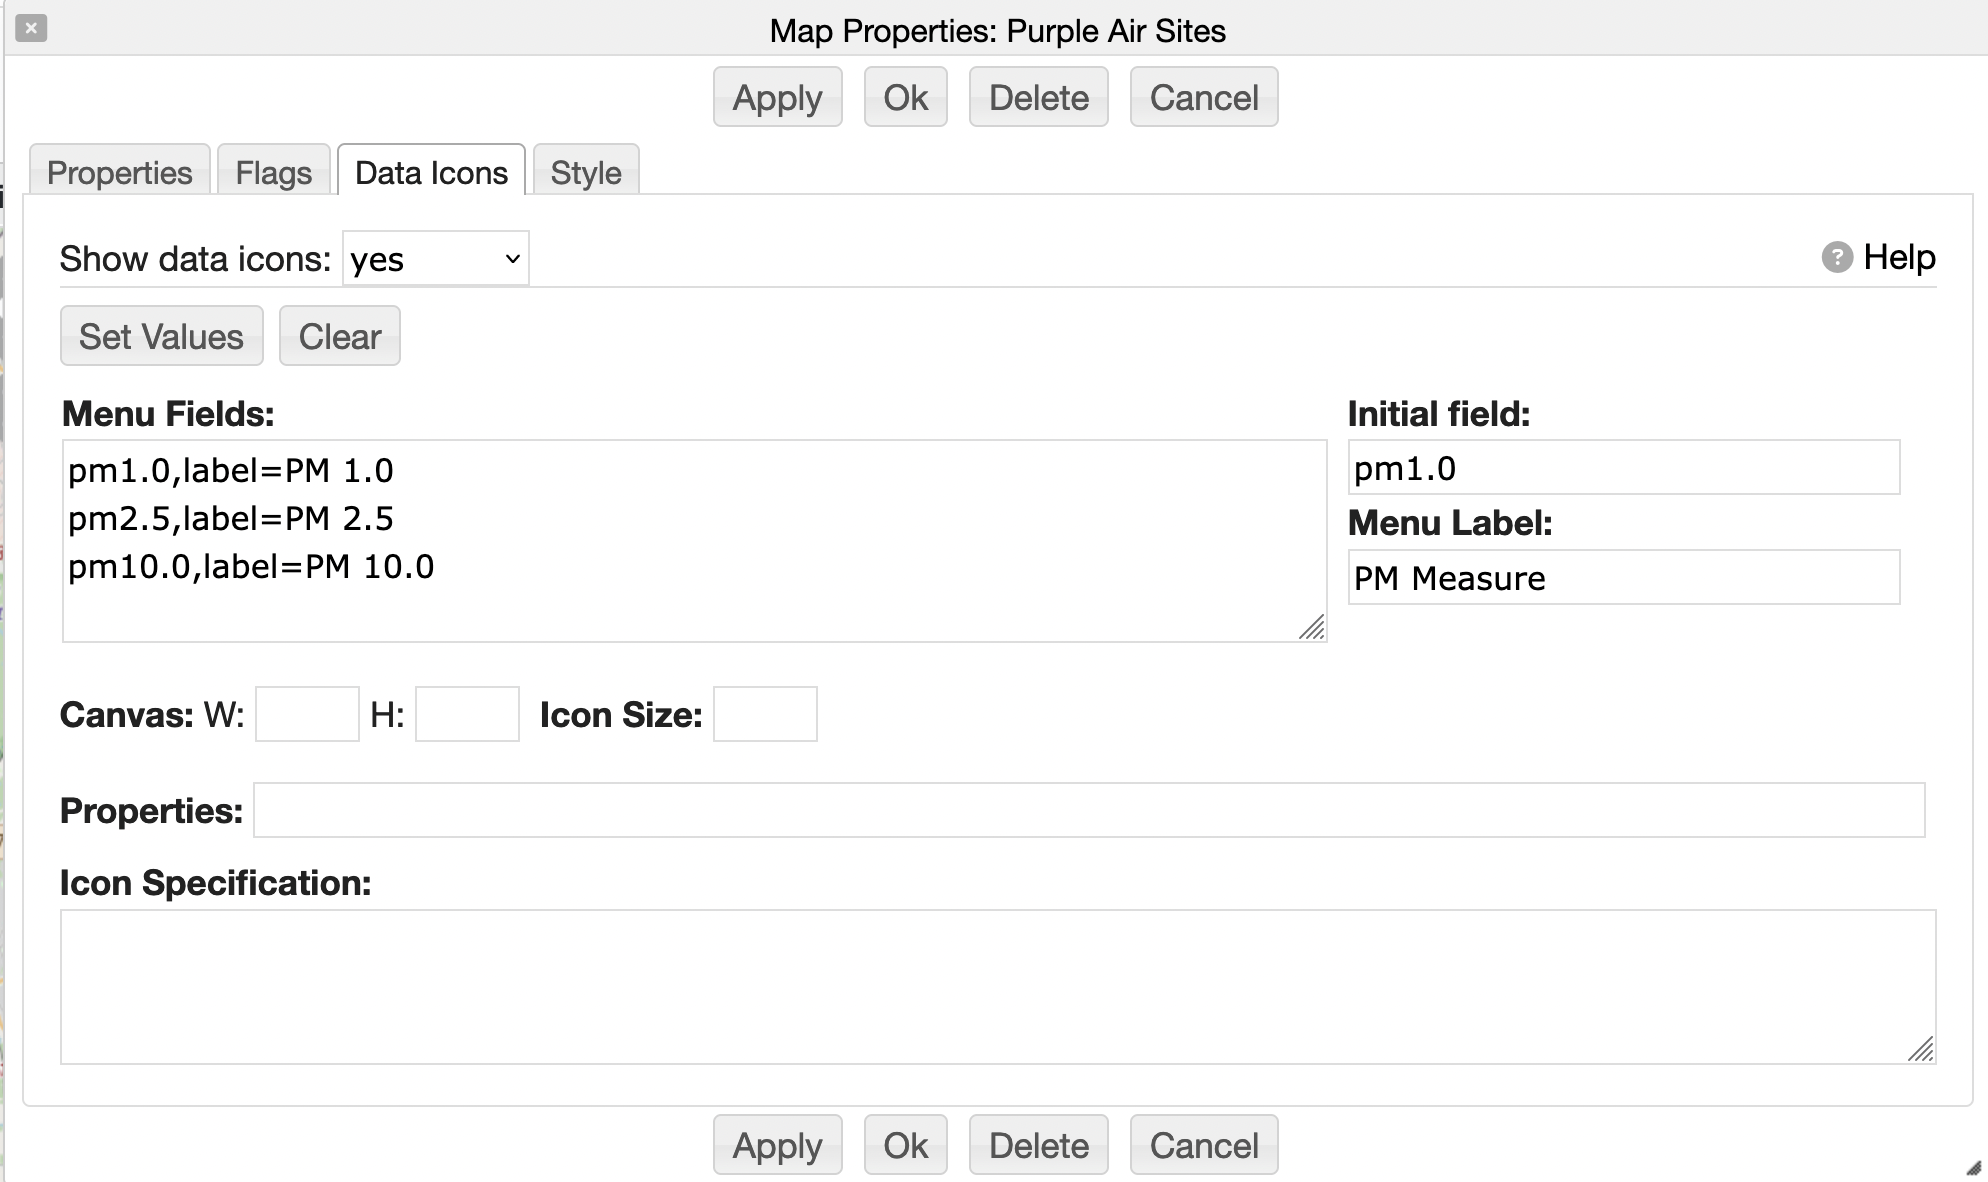 Map Properties: Purple Air Sites
Apply Ok Delete Cancel
Properties Flags Data Icons Style
Show data icons: yes Help
Set Values Clear
Menu Fields: Initial field:
pm1.0,label=PM 1.0
pm2.5,label=PM 2.5
pm10.0,label=PM 10.0
pm1.0
Menu Label:
PM Measure
Canvas: W: H: Icon Size:
Properties:
Icon Specification:
Apply Ok Delete Cancel